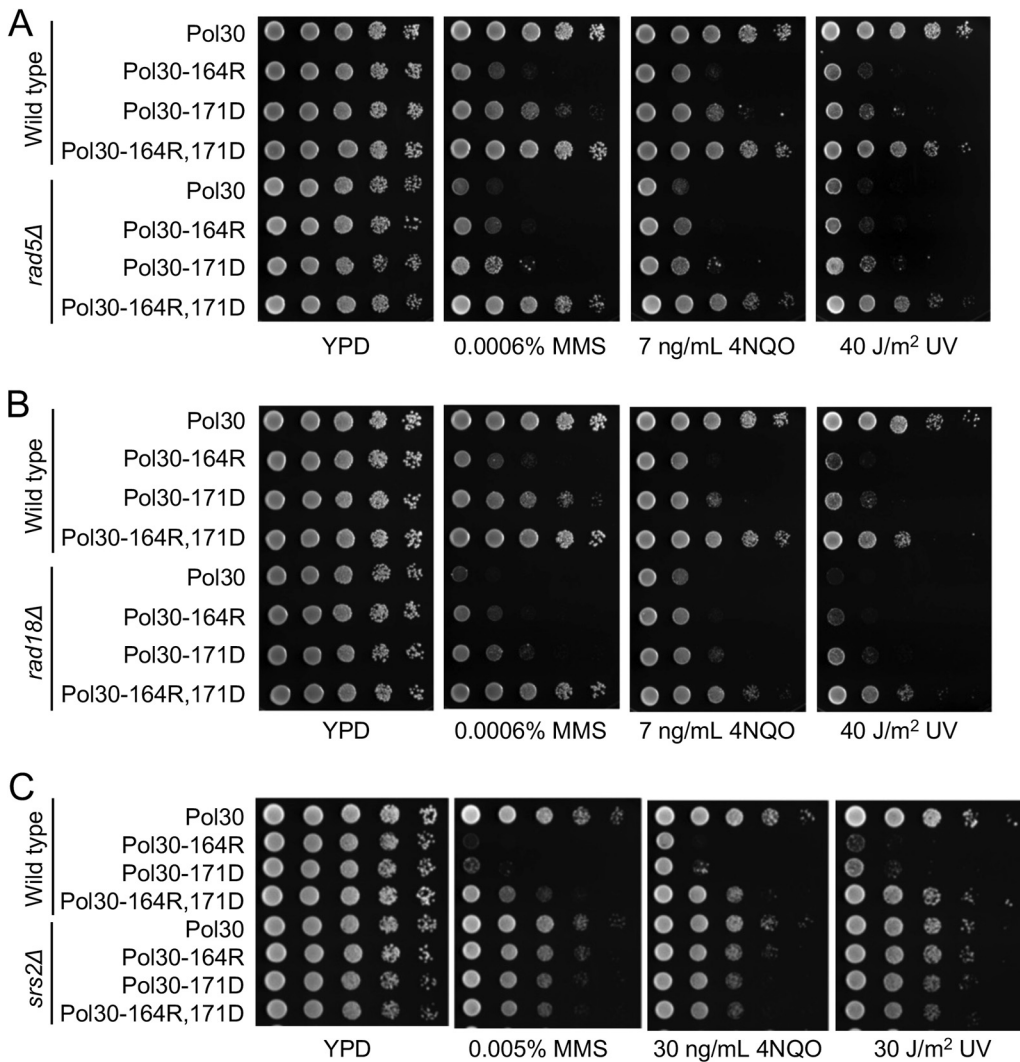 A
Wild type
Pol30
Pol30-164R
Pol30-171D
Pol30-164R,171D
rad5Δ
Pol30
Pol30-164R
Pol30-171D
Pol30-164R,171D
YPD
0.0006% MMS
7 ng/mL 4NQO
40 J/m² UV
B
Wild type
Pol30
Pol30-164R
Pol30-171D
Pol30-164R,171D
rad18Δ
Pol30
Pol30-164R
Pol30-171D
Pol30-164R,171D
YPD
0.0006% MMS
7 ng/mL 4NQO
40 J/m² UV
C
Wild type
Pol30
Pol30-164R
Pol30-171D
Pol30-164R,171D
srs2Δ
Pol30
Pol30-164R
Pol30-171D
Pol30-164R,171D
YPD
0.005% MMS
30 ng/mL 4NQO
30 J/m² UV